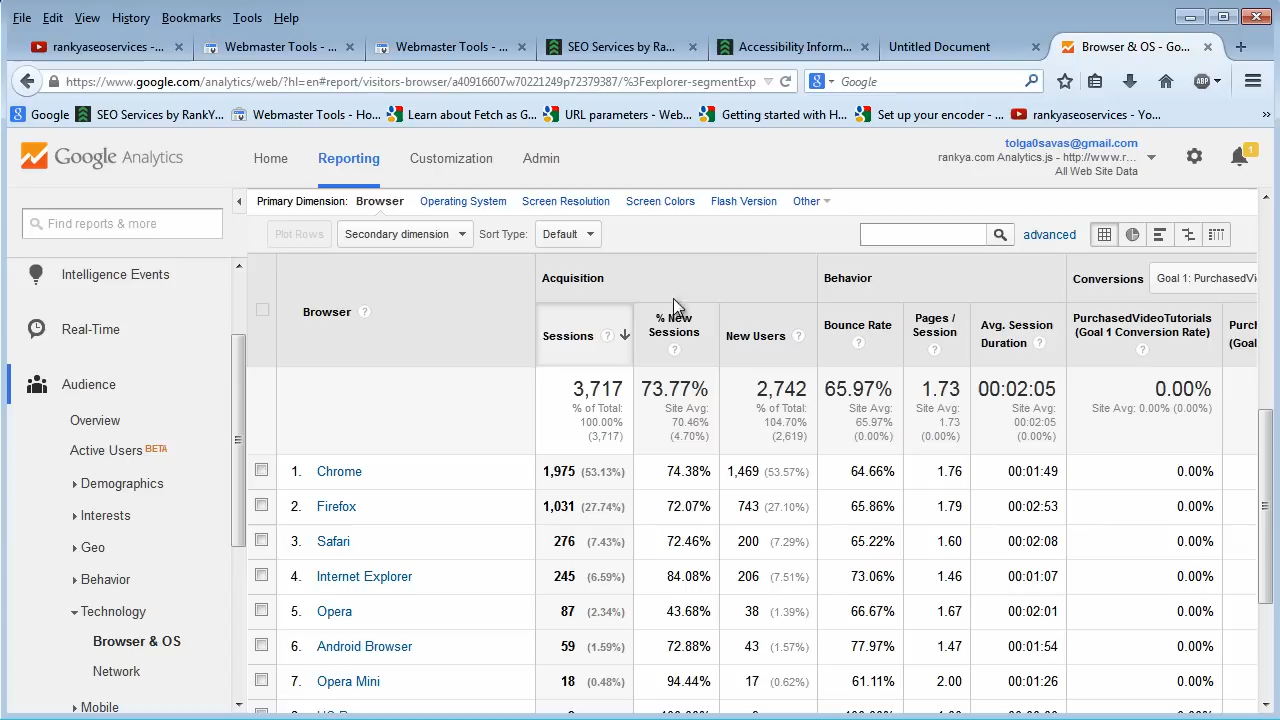 File Edit View History Bookmarks Tools Help
rankyaseoservices -...
Webmaster Tools - ...
Webmaster Tools - ...
SEO Services by Ra...
Accessibility Inform...
Untitled Document
Browser & OS - Go...
https://www.google.com/analytics/web/?hl=en#report/visitors-browser/a40916607w70221249p72379387/%3Fexplorer-segmentExp
Google
ABP
Google
SEO Services by RankY...
Webmaster Tools - Ho...
Learn about Fetch as G...
URL parameters - Web...
Getting started with H...
Set up your encoder - ...
rankyaseoservices - Yo...
»
Google Analytics
Home Reporting Customization Admin
tolga0savas@gmail.com
rankya.com Analytics.js - http://www.r...
All Web Site Data
1
Find reports & more
Intelligence Events
Real-Time
Audience
Overview
Active Users BETA
Demographics
Interests
Geo
Behavior
Technology
Browser & OS
Network
Mobile
Primary Dimension: Browser Operating System Screen Resolution Screen Colors Flash Version Other
Plot Rows Secondary dimension Sort Type: Default advanced
Browser ?
Acquisition
Behavior
Conversions Goal 1: PurchasedVi
Sessions ?
% New Sessions ?
New Users ?
Bounce Rate ?
Pages / Session ?
Avg. Session Duration ?
PurchasedVideoTutorials (Goal 1 Conversion Rate) ?
Purch (Goal
3,717 % of Total: 100.00% (3,717)
73.77% Site Avg: 70.46% (4.70%)
2,742 % of Total: 104.70% (2,619)
65.97% Site Avg: 65.97% (0.00%)
1.73 Site Avg: 1.73 (0.00%)
00:02:05 Site Avg: 00:02:05 (0.00%)
0.00% Site Avg: 0.00% (0.00%)
1. Chrome 1,975 (53.13%) 74.38% 1,469 (53.57%) 64.66% 1.76 00:01:49 0.00%
2. Firefox 1,031 (27.74%) 72.07% 743 (27.10%) 65.86% 1.79 00:02:53 0.00%
3. Safari 276 (7.43%) 72.46% 200 (7.29%) 65.22% 1.60 00:02:08 0.00%
4. Internet Explorer 245 (6.59%) 84.08% 206 (7.51%) 73.06% 1.46 00:01:07 0.00%
5. Opera 87 (2.34%) 43.68% 38 (1.39%) 66.67% 1.67 00:02:01 0.00%
6. Android Browser 59 (1.59%) 72.88% 43 (1.57%) 77.97% 1.47 00:01:54 0.00%
7. Opera Mini 18 (0.48%) 94.44% 17 (0.62%) 61.11% 2.00 00:01:26 0.00%